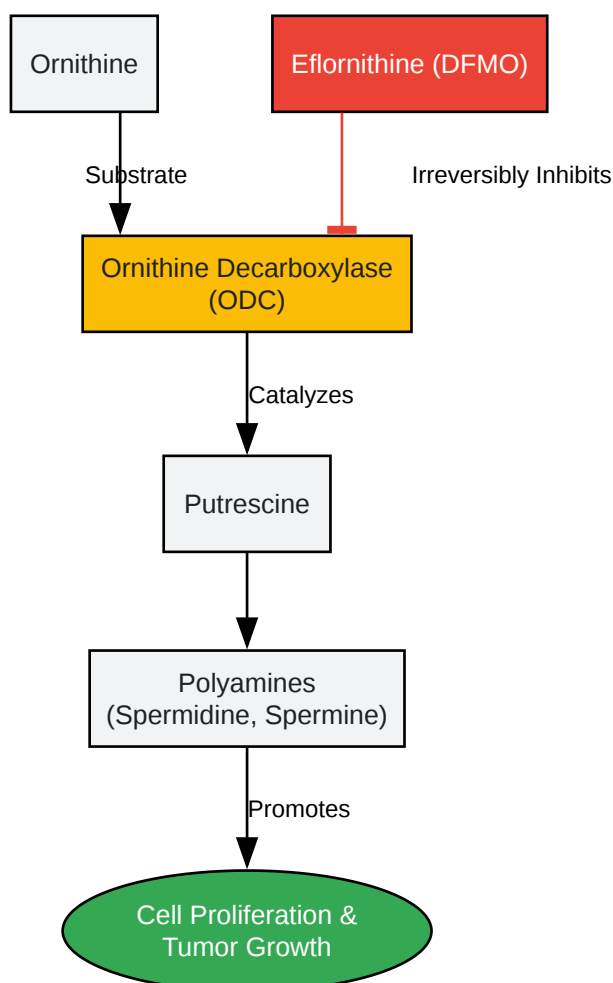 Ornithine
Eflornithine (DFMO)
Substrate
Irreversibly Inhibits
Ornithine Decarboxylase
(ODC)
Catalyzes
Putrescine
Polyamines
(Spermidine, Spermine)
Promotes
Cell Proliferation &
Tumor Growth